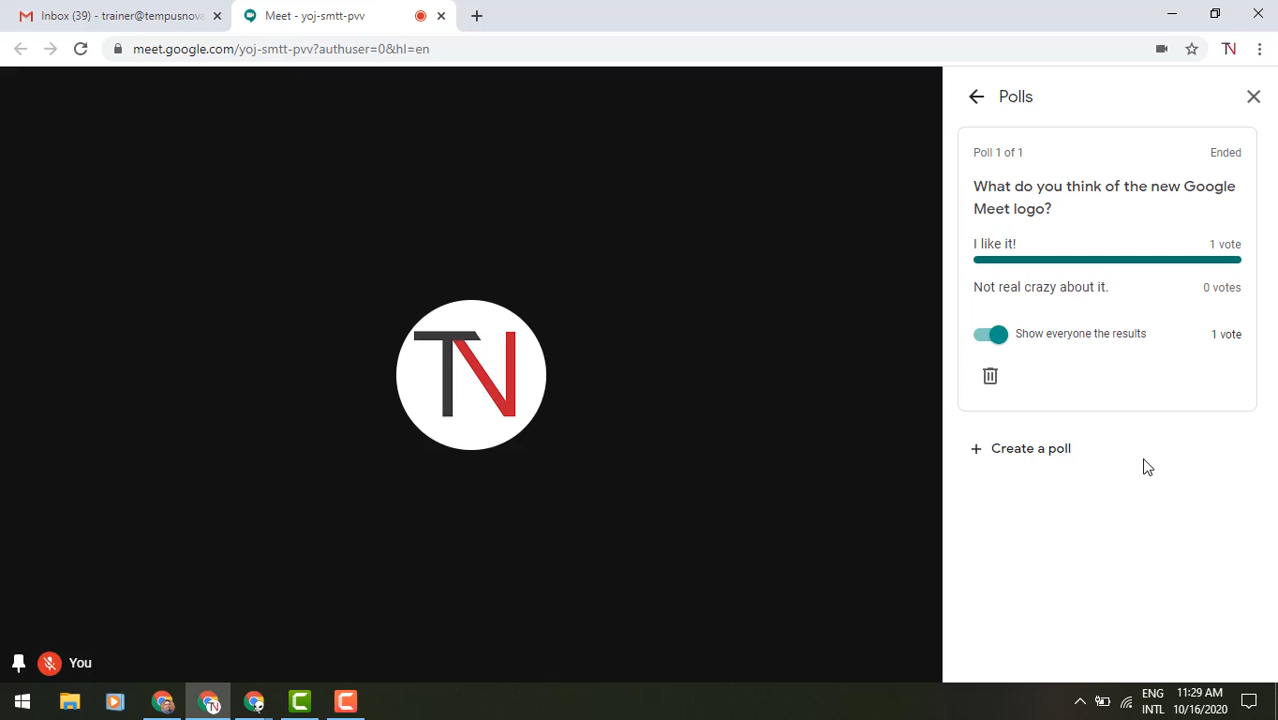 Inbox (39) - trainer@tempusnova
Meet - yoj-smtt-pvv
meet.google.com/yoj-smtt-pvv?authuser=0&hl=en
TN
Polls
Poll 1 of 1
Ended
What do you think of the new Google
Meet logo?
I like it!
1 vote
Not real crazy about it.
0 votes
Show everyone the results
1 vote
Create a poll
TN
You
ENG
INTL
11:29 AM
10/16/2020